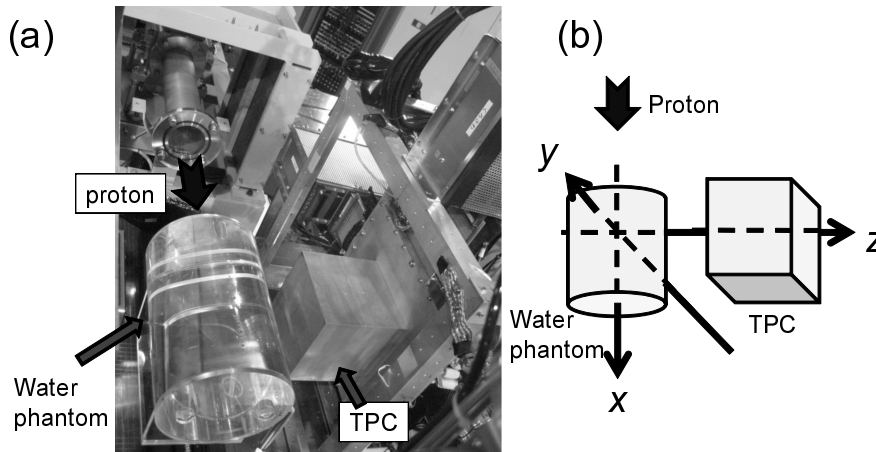 (a)
proton
Water
phantom
TPC
(b)
Proton
y
z
Water
phantom
TPC
x